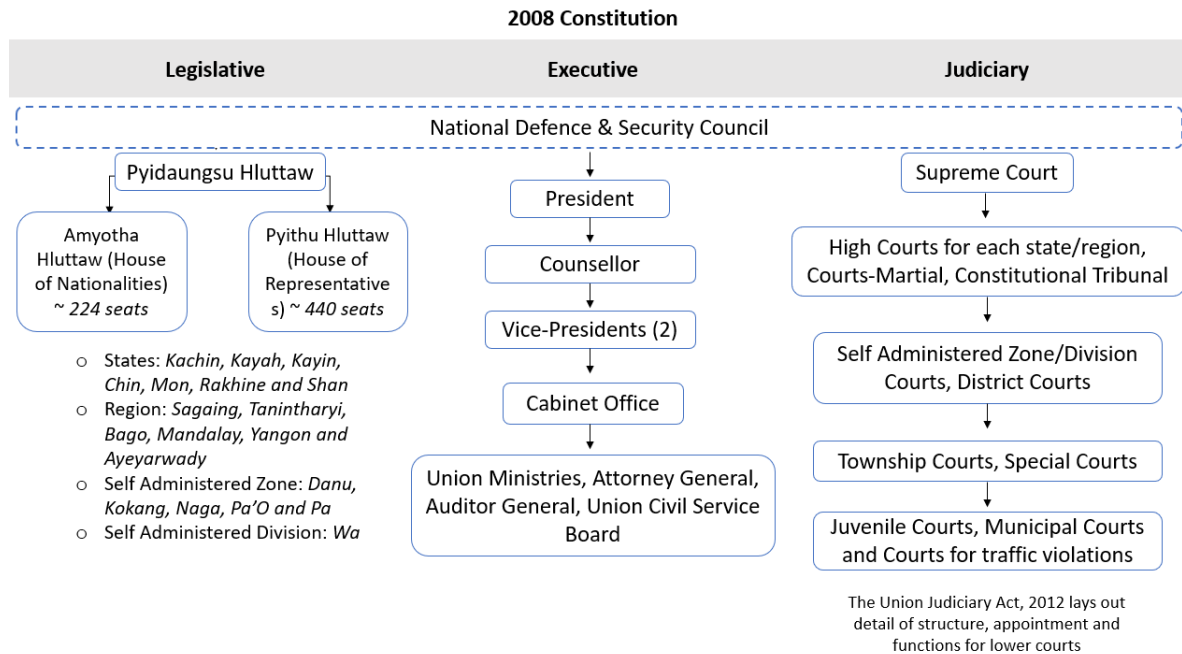 2008 Constitution
Legislative
Executive
Judiciary
National Defence & Security Council
Pyidaungsu Hluttaw
Amyotha
Hluttaw (House
of Nationalities)
~ 224 seats
Pyithu Hluttaw
(House of
Representative
s) ~ 440 seats
o States: Kachin, Kayah, Kayin,
Chin, Mon, Rakhine and Shan
o Region: Sagaing, Tanintharyi,
Bago, Mandalay, Yangon and
Ayeyarwady
o Self Administered Zone: Danu,
Kokang, Naga, Pa’O and Pa
o Self Administered Division: Wa
President
Counsellor
Vice-Presidents (2)
Cabinet Office
Union Ministries, Attorney General,
Auditor General, Union Civil Service
Board
Supreme Court
High Courts for each state/region,
Courts-Martial, Constitutional Tribunal
Self Administered Zone/Division
Courts, District Courts
Township Courts, Special Courts
Juvenile Courts, Municipal Courts
and Courts for traffic violations
The Union Judiciary Act, 2012 lays out
detail of structure, appointment and
functions for lower courts